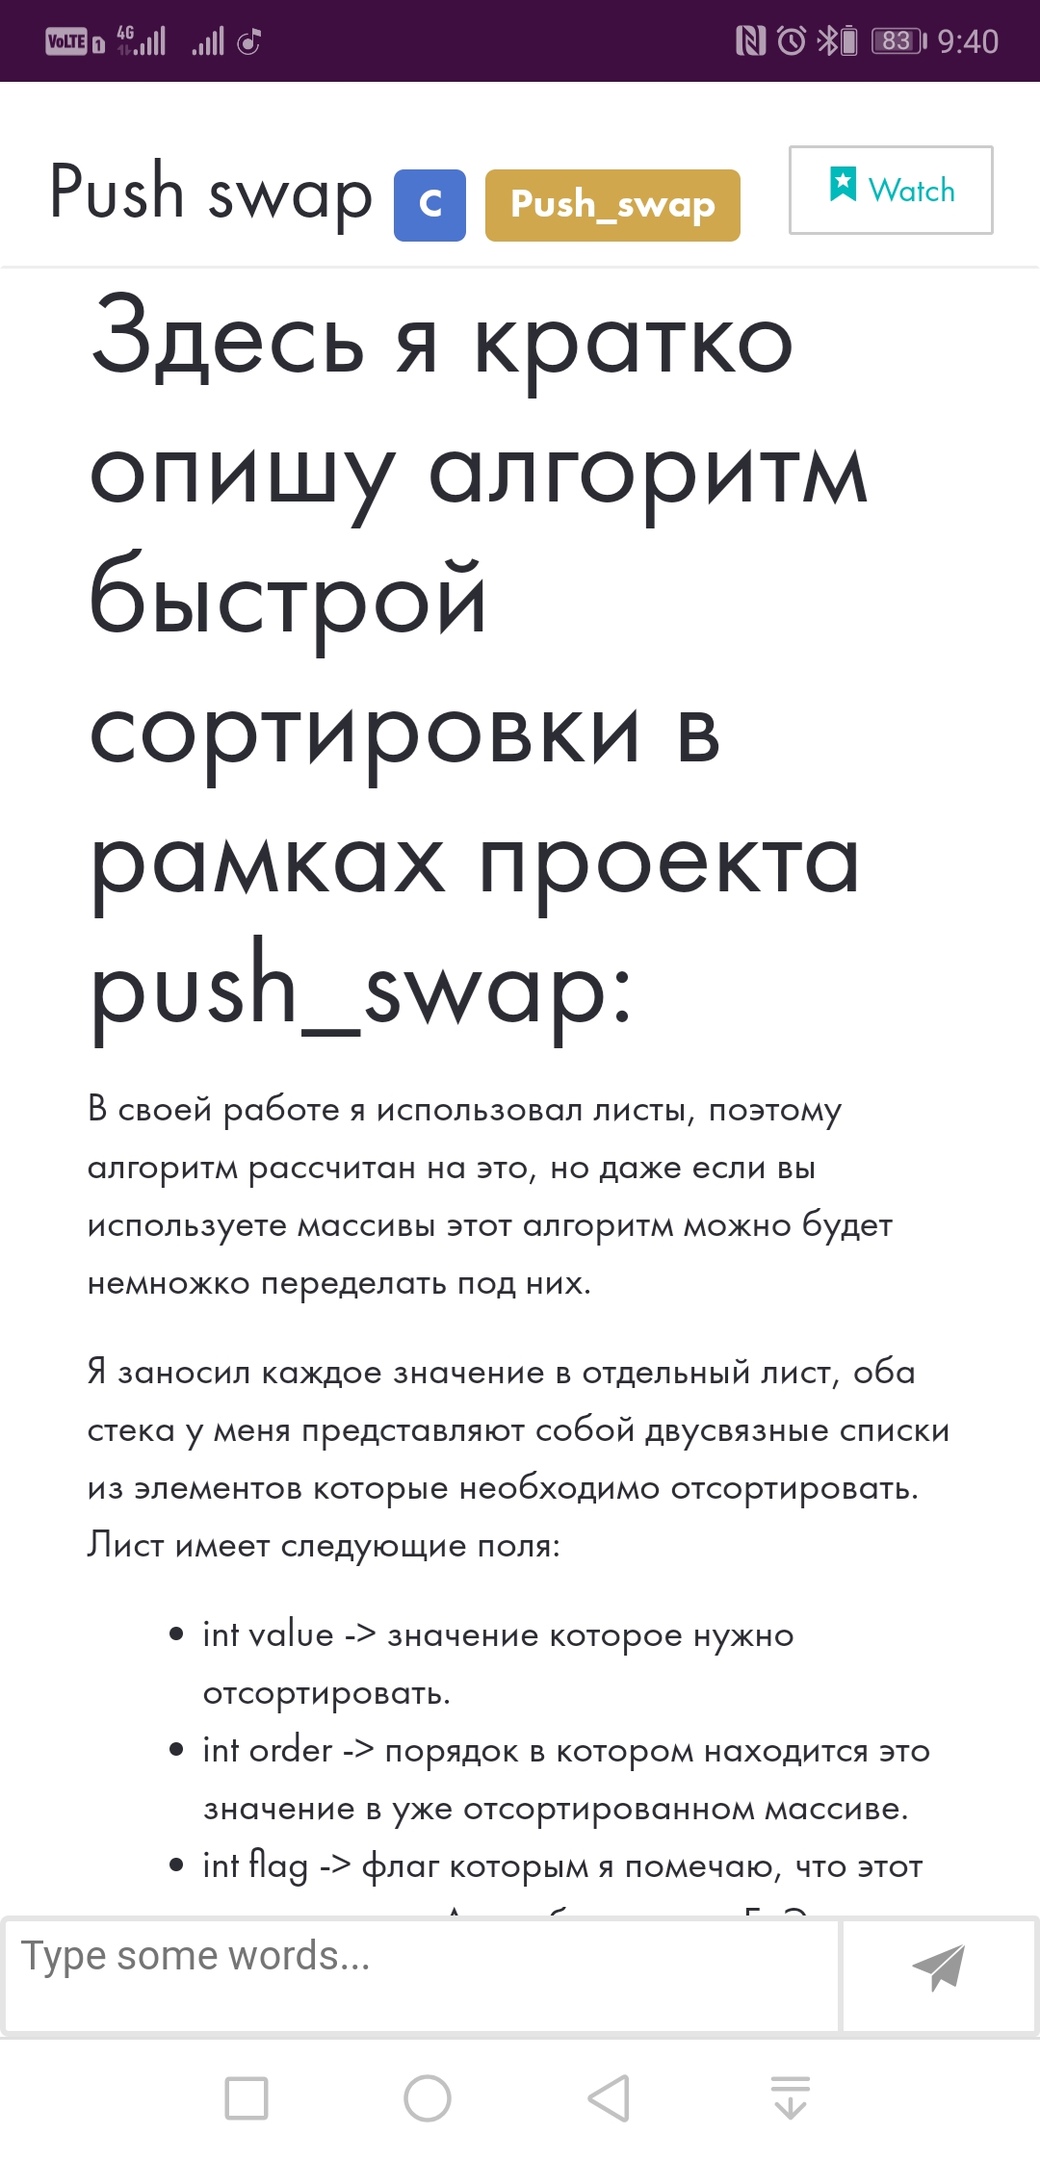 VoLTE 1 4G 83 9:40
Push swap C Push_swap Watch
Здесь я кратко
опишу алгоритм
быстрой
сортировки в
рамках проекта
push_swap:
В своей работе я использовал листы, поэтому
алгоритм рассчитан на это, но даже если вы
используете массивы этот алгоритм можно будет
немножко переделать под них.
Я заносил каждое значение в отдельный лист, оба
стека у меня представляют собой двусвязные списки
из элементов которые необходимо отсортировать.
Лист имеет следующие поля:
• int value -> значение которое нужно
отсортировать.
• int order -> порядок в котором находится это
значение в уже отсортированном массиве.
• int flag -> флаг которым я помечаю, что этот
Type some words...